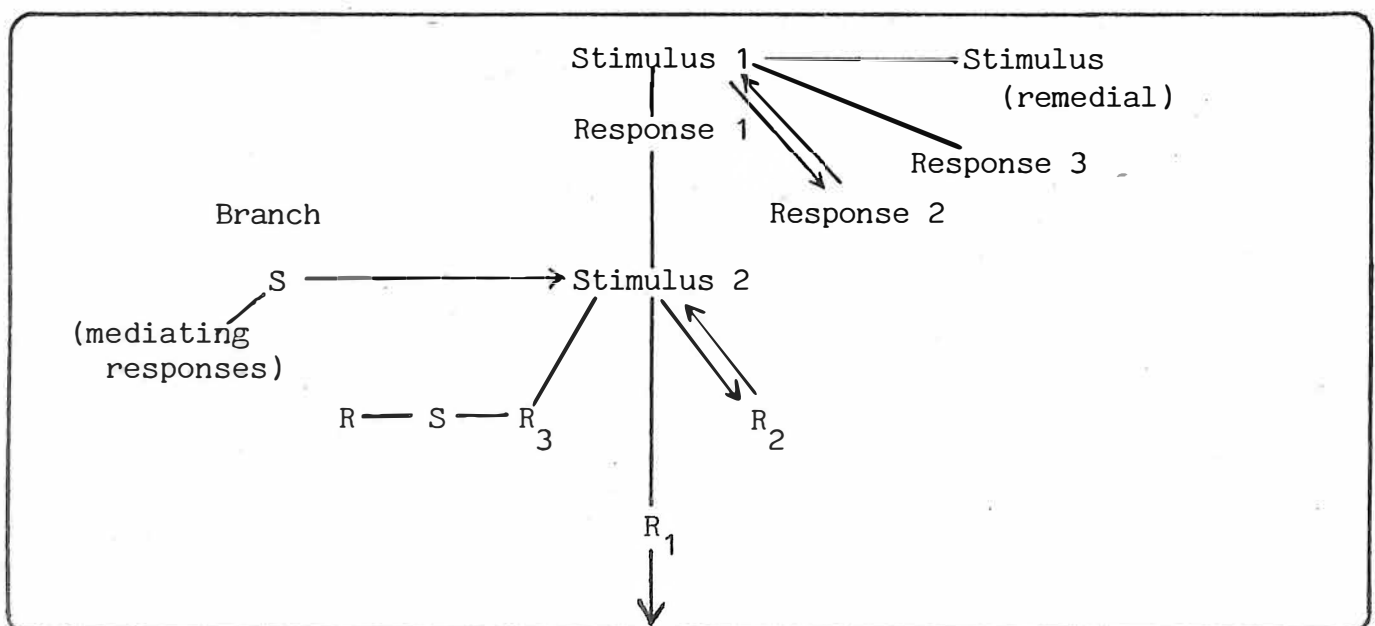 Stimulus 1 Stimulus
(remedial)
Response 1
Response 3
Response 2
Branch
S Stimulus 2
(mediating
responses)
R S R3
R2
R1